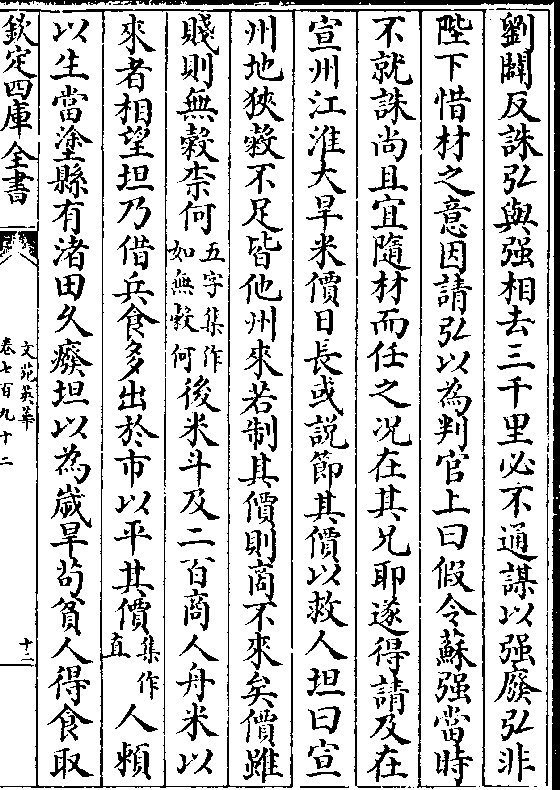 劉闢反誅弘與强相去三千里必不通謀以强廢弘非
陛下惜材之意因請弘以為判官上曰假令蘇强當時
不就誅尚且宜隨材而任之况在其兄耶遂得請及在
宣州江淮大旱米價日長或説節其價以救人坦曰宣
州地狹穀不足皆他州來若制其價則商不來矣價雖
賤則無穀柰何五字集作如無穀何後米斗及二百商人舟米以
來者相望坦乃借兵食多出於市以平其價集作直人頼
以生當塗縣有渚田久癈坦以為歲旱苟貧人得食取
欽定四庫全書
文苑英華
卷七百九十二
十二